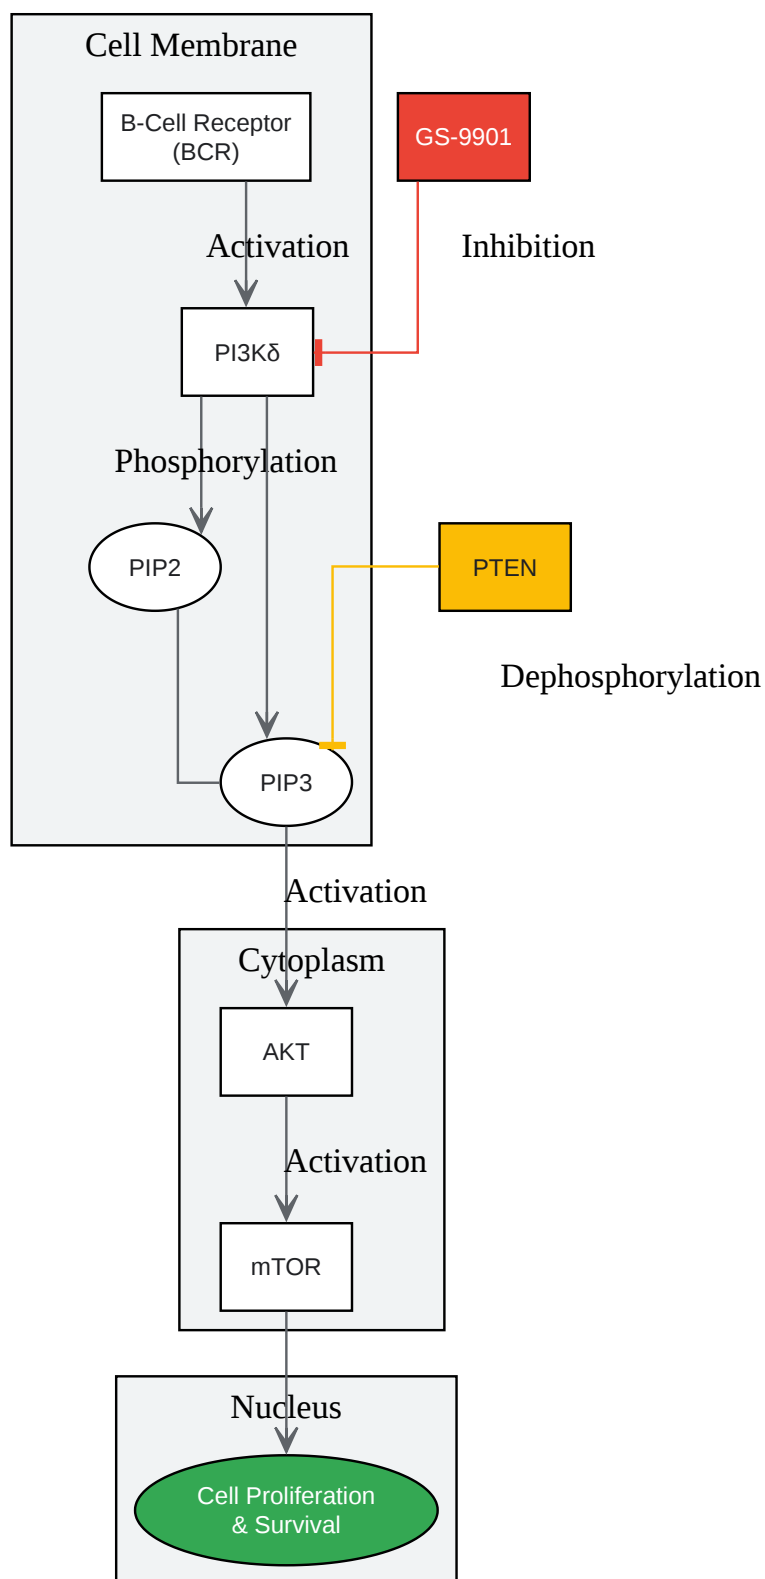 Cell Membrane
B-Cell Receptor
(BCR)
GS-9901
Activation
Inhibition
PI3Kδ
Phosphorylation
PIP2
PTEN
Dephosphorylation
PIP3
Activation
Cytoplasm
AKT
Activation
mTOR
Nucleus
Cell Proliferation
& Survival